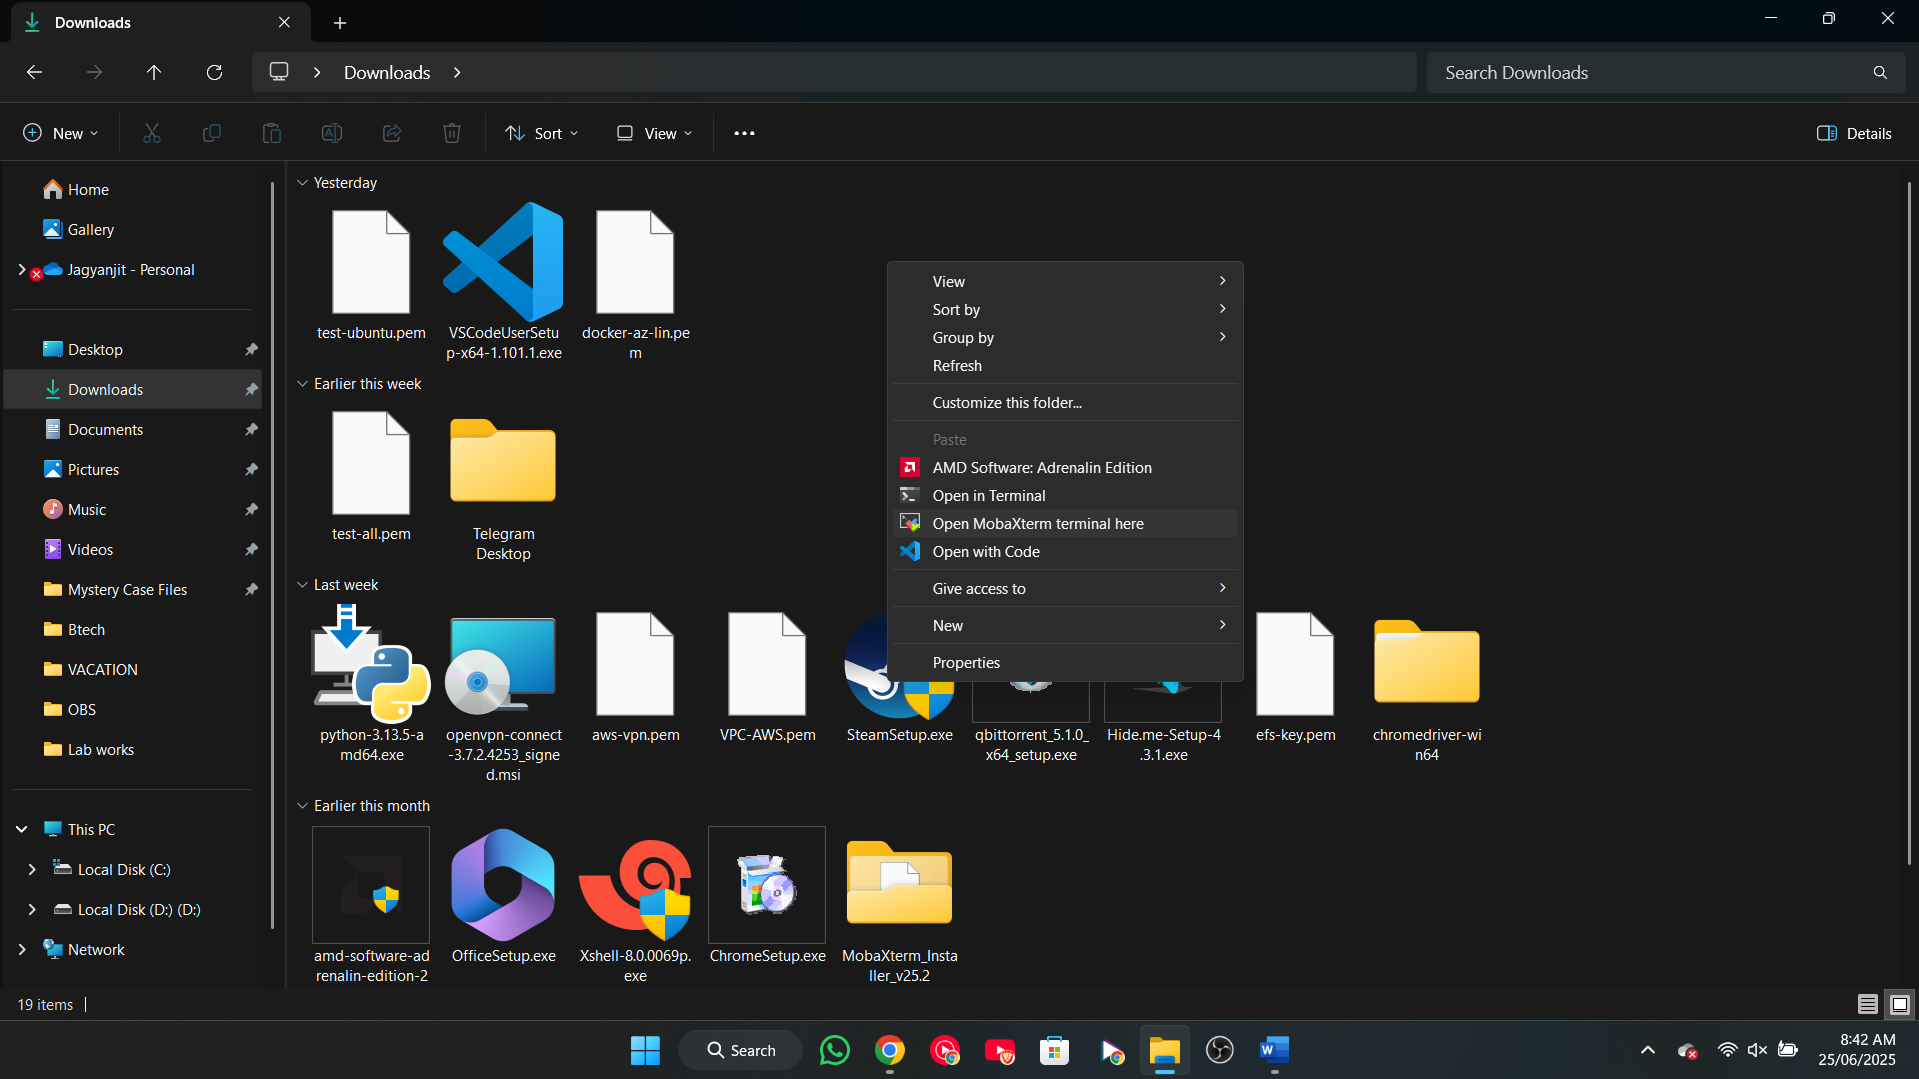 Downloads
Downloads
Search Downloads
New
Sort
View
Details
Home
Gallery
Jagyanjit - Personal
Desktop
Downloads
Documents
Pictures
Music
Videos
Mystery Case Files
Btech
VACATION
OBS
Lab works
This PC
Local Disk (C:)
Local Disk (D:) (D:)
Network
Yesterday
test-ubuntu.pem
VSCodeUserSetu
p-x64-1.101.1.exe
docker-az-lin.pe
m
Earlier this week
test-all.pem
Telegram
Desktop
Last week
python-3.13.5-a
md64.exe
openvpn-connect
-3.7.2.4253_signe
d.msi
aws-vpn.pem
VPC-AWS.pem
SteamSetup.exe
qbittorrent_5.1.0_
x64_setup.exe
Hide.me-Setup-4
.3.1.exe
efs-key.pem
chromedriver-wi
n64
Earlier this month
amd-software-ad
renalin-edition-2
OfficeSetup.exe
Xshell-8.0.0069p.
exe
ChromeSetup.exe
MobaXterm_Insta
ller_v25.2
View
Sort by
Group by
Refresh
Customize this folder...
Paste
AMD Software: Adrenalin Edition
Open in Terminal
Open MobaXterm terminal here
Open with Code
Give access to
New
Properties
19 items
Search
8:42 AM
25/06/2025